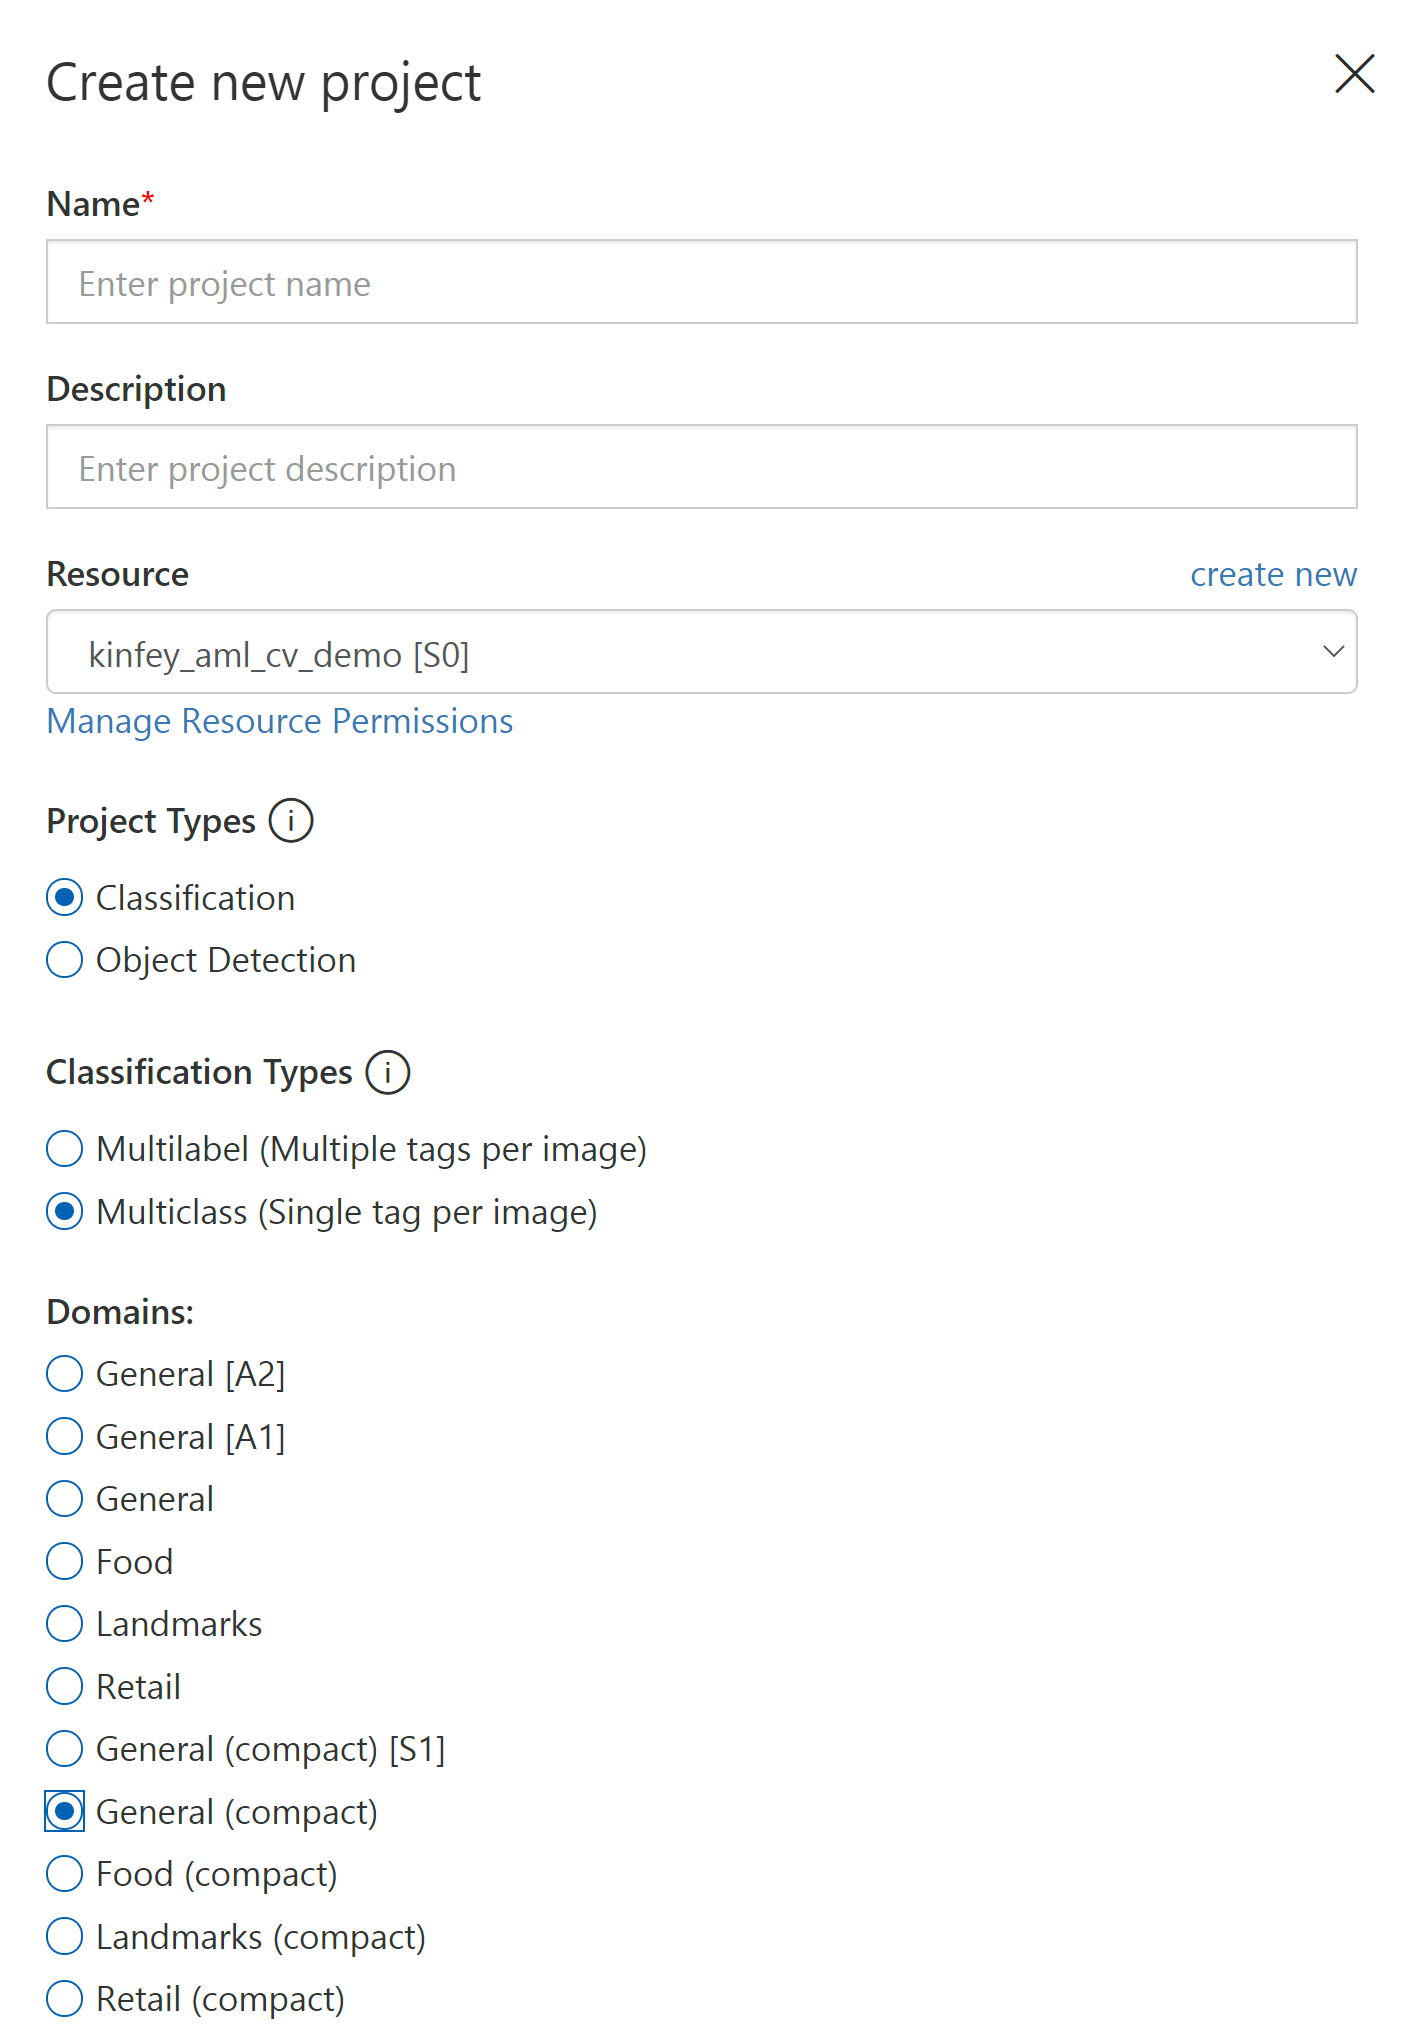 Create new project
Name*
Enter project name
Description
Enter project description
Resource
create new
kinfey_aml_cv_demo [S0]
Manage Resource Permissions
Project Types i
Classification
Object Detection
Classification Types i
Multilabel (Multiple tags per image)
Multiclass (Single tag per image)
Domains:
General [A2]
General [A1]
General
Food
Landmarks
Retail
General (compact) [S1]
General (compact)
Food (compact)
Landmarks (compact)
Retail (compact)